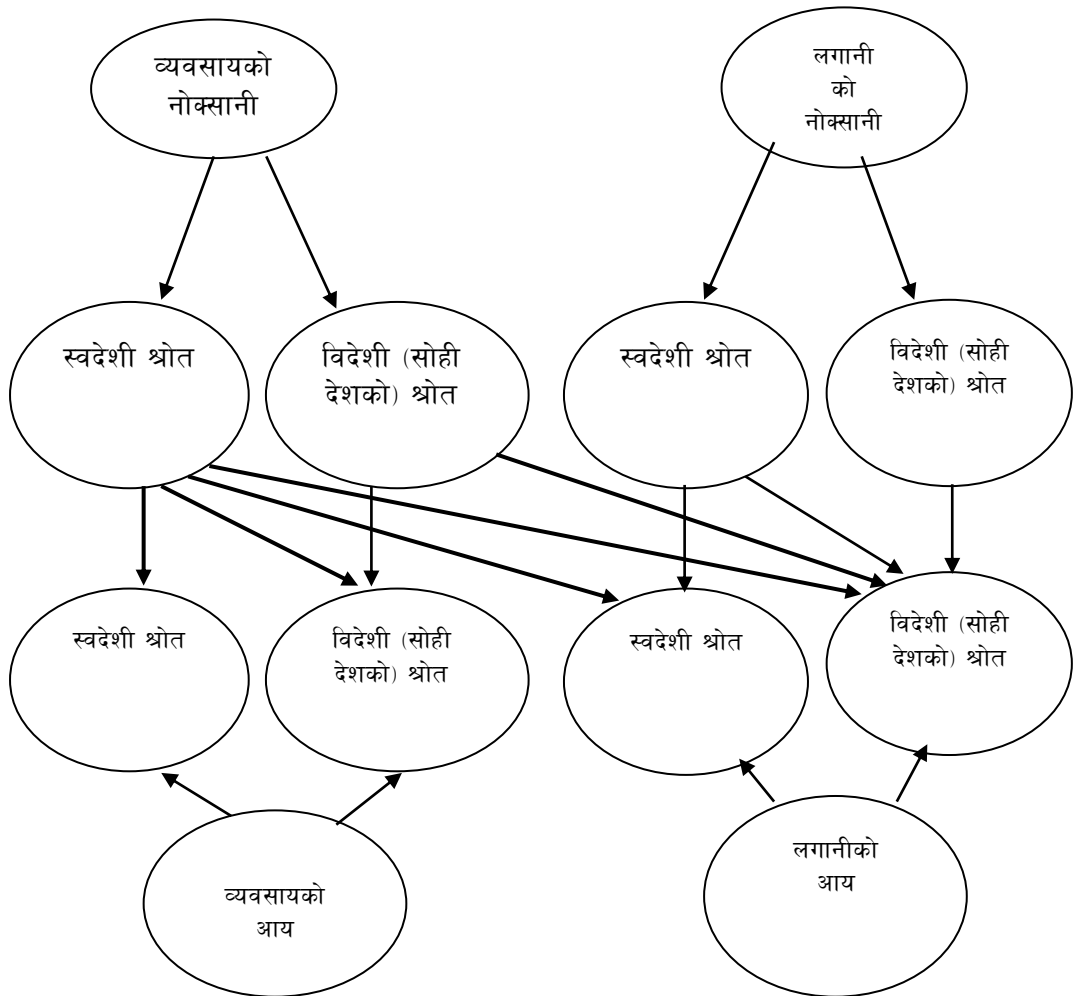 व्यवसायको
नोक्सानी
लगानी
को
नोक्सानी
स्वदेशी श्रोत
विदेशी (सोही
देशको) श्रोत
स्वदेशी श्रोत
विदेशी (सोही
देशको) श्रोत
स्वदेशी श्रोत
विदेशी (सोही
देशको) श्रोत
स्वदेशी श्रोत
विदेशी (सोही
देशको) श्रोत
व्यवसायको
आय
लगानीको
आय